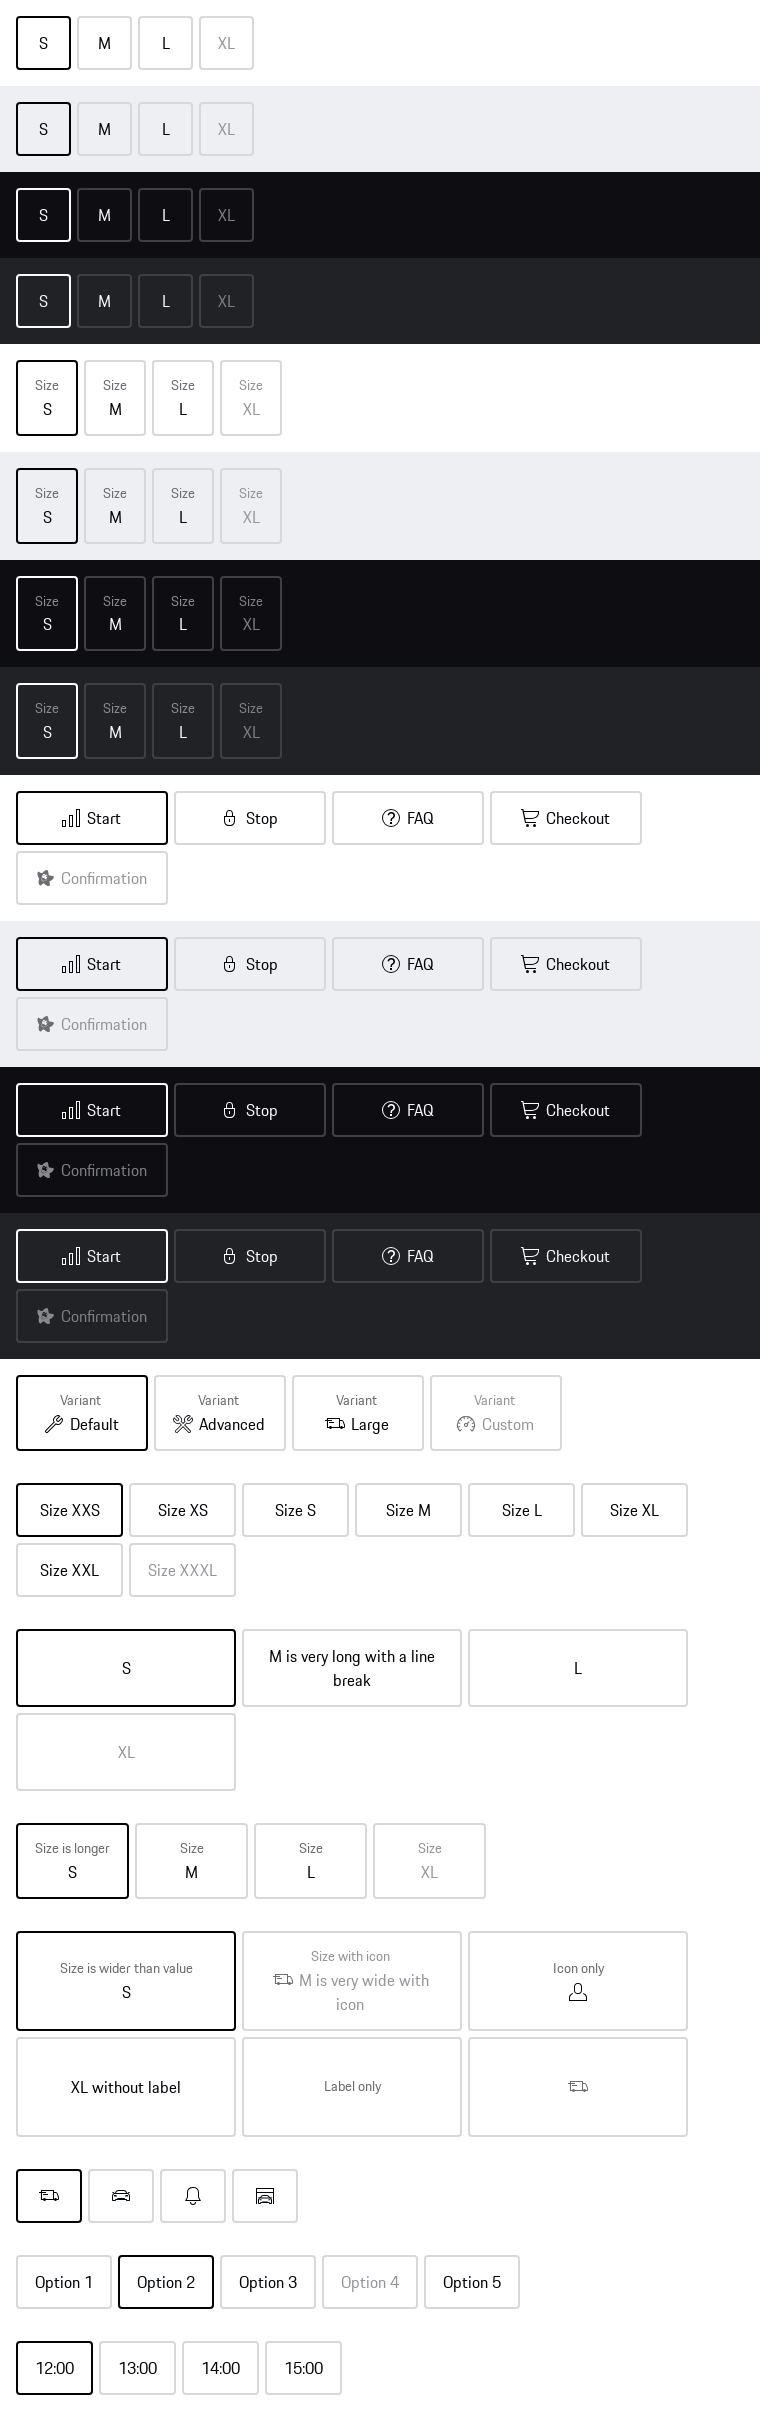 S M L XL
S M L XL
S M L XL
S M L XL
Size Size Size Size
S M L XL
Size Size Size Size
S M L XL
Size Size Size Size
S M L XL
Size Size Size Size
S M L XL
Start Stop FAQ Checkout
Confirmation
Start Stop FAQ Checkout
Confirmation
Start Stop FAQ Checkout
Confirmation
Start Stop FAQ Checkout
Confirmation
Variant Variant Variant Variant
Default Advanced Large Custom
Size XXS Size XS Size S Size M Size L Size XL
Size XXL Size XXXL
S M is very long with a line L
break
XL
Size is longer Size Size Size
S M L XL
Size is wider than value Size with icon Icon only
S M is very wide with
icon
XL without label Label only
Option 1 Option 2 Option 3 Option 4 Option 5
12:00 13:00 14:00 15:00